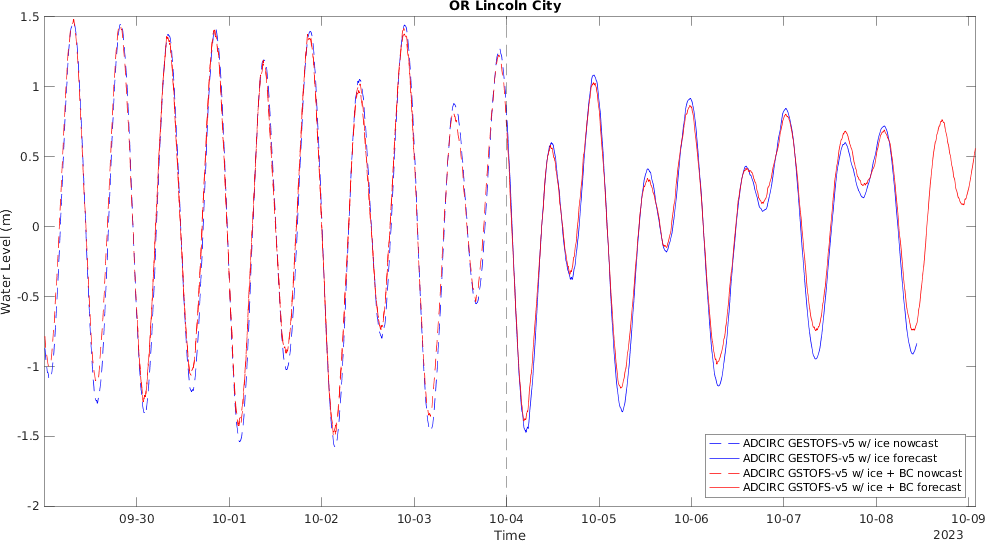 OR Lincoln City
1.5
1
0.5
0
-0.5
-1
-1.5
-2
Water Level (m)
ADCIRC GESTOFS-v5 w/ ice nowcast
ADCIRC GESTOFS-v5 w/ ice forecast
ADCIRC GSTOFS-v5 w/ ice + BC nowcast
ADCIRC GSTOFS-v5 w/ ice + BC forecast
09-30 10-01 10-02 10-03 10-04 10-05 10-06 10-07 10-08 10-09
Time
2023